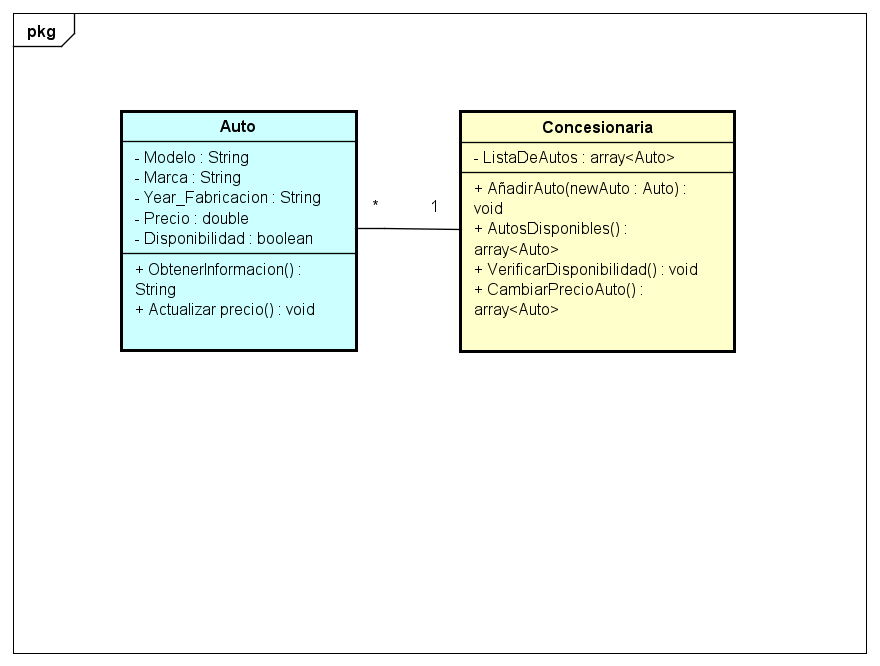 pkg
Auto
- Modelo : String
- Marca : String
- Year_Fabricacion : String
- Precio : double
- Disponibilidad : boolean
+ ObtenerInformacion() :
String
+ Actualizar precio() : void
*
1
Concesionaria
- ListaDeAutos : array<Auto>
+ AñadirAuto(newAuto : Auto) :
void
+ AutosDisponibles() :
array<Auto>
+ VerificarDisponibilidad() : void
+ CambiarPrecioAuto() :
array<Auto>